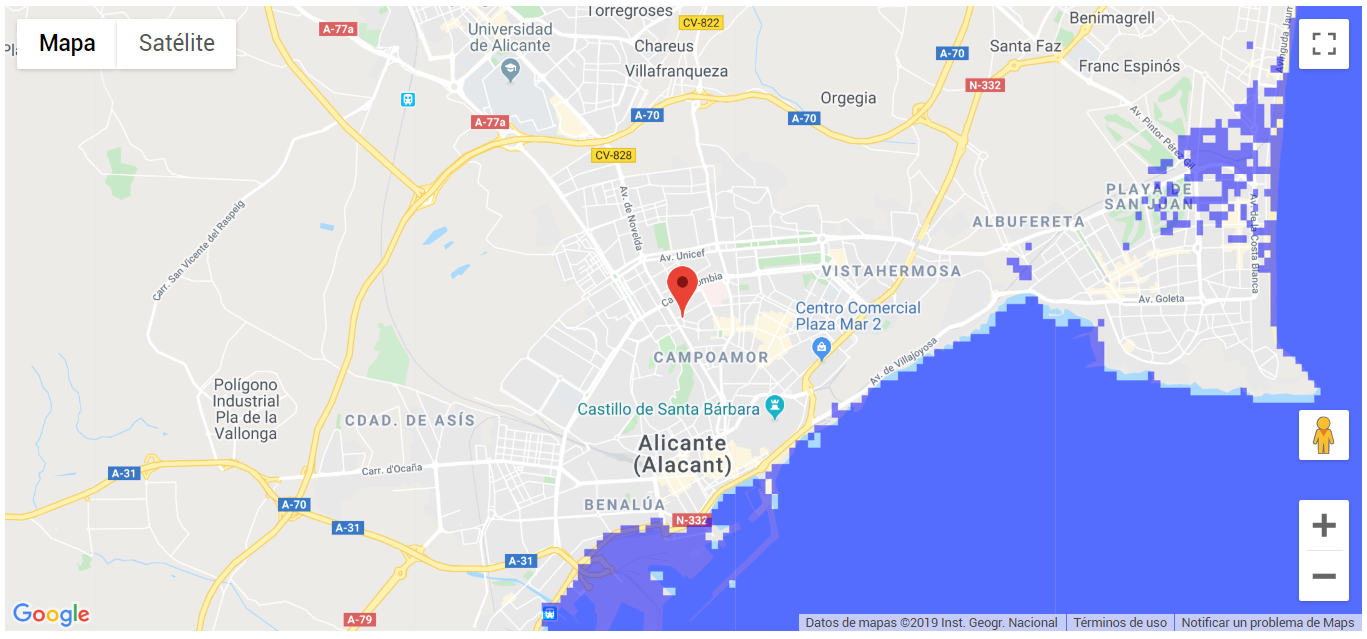 Torregroses
CV-822
Benimagrell
A-77a
Universidad
de Alicante
Mapa
Satélite
Chareus
Santa Faz
A-70
Villafranqueza
Franc Espinós
N-332
Orgegia
A-77a
A-70
A-70
Av. Pintor Pérez Gil
CV-828
PLAYA DE
SAN JUAN
Av. de Novelda
Carr. San Vicente del Raspeig
ALBUFERETA
Av. de la Costa Blanca
Av. Unicef
VISTAHERMOSA
Av. Goleta
Centro Comercial
Plaza Mar 2
CAMPOAMOR
Av. de Villajoyosa
Polígono
Industrial
Pla de la
Vallonga
Castillo de Santa Bárbara
CDAD. DE ASÍS
Alicante
(Alacant)
Carr. d'Ocaña
A-31
A-70
BENALÚA
N-332
A-31
A-31
Google
A-79
Datos de mapas ©2019 Inst. Geogr. Nacional
Términos de uso
Notificar un problema de Maps